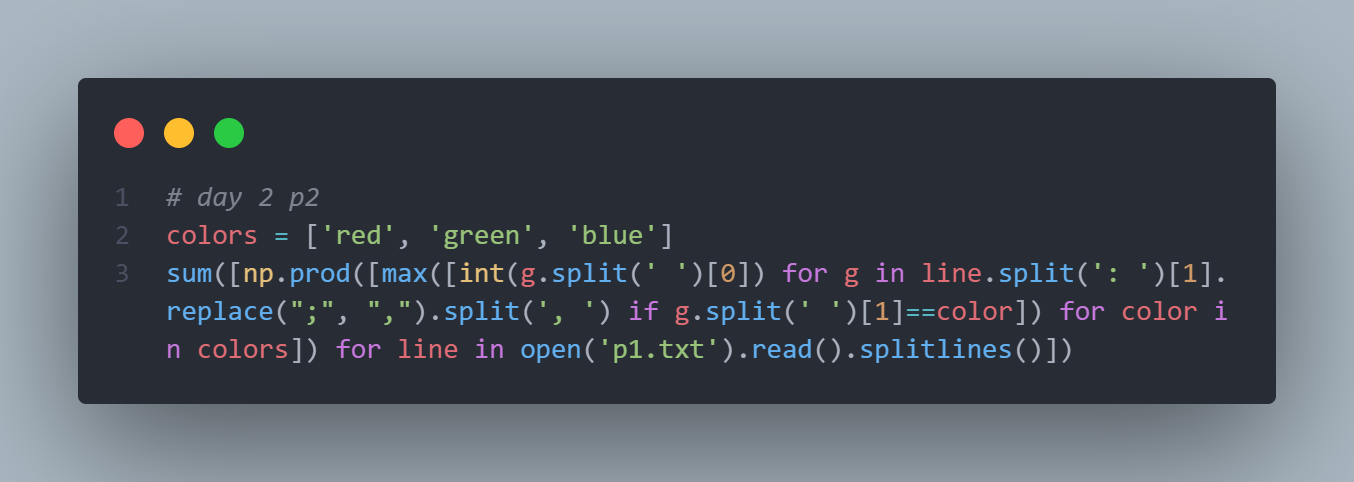 1 # day 2 p2
2 colors = ['red', 'green', 'blue']
3 sum([np.prod([max([int(g.split(' ')[0]) for g in line.split(': ')[1].
replace(";", ",").split(', ') if g.split(' ')[1]==color]) for color i
n colors]) for line in open('p1.txt').read().splitlines()])